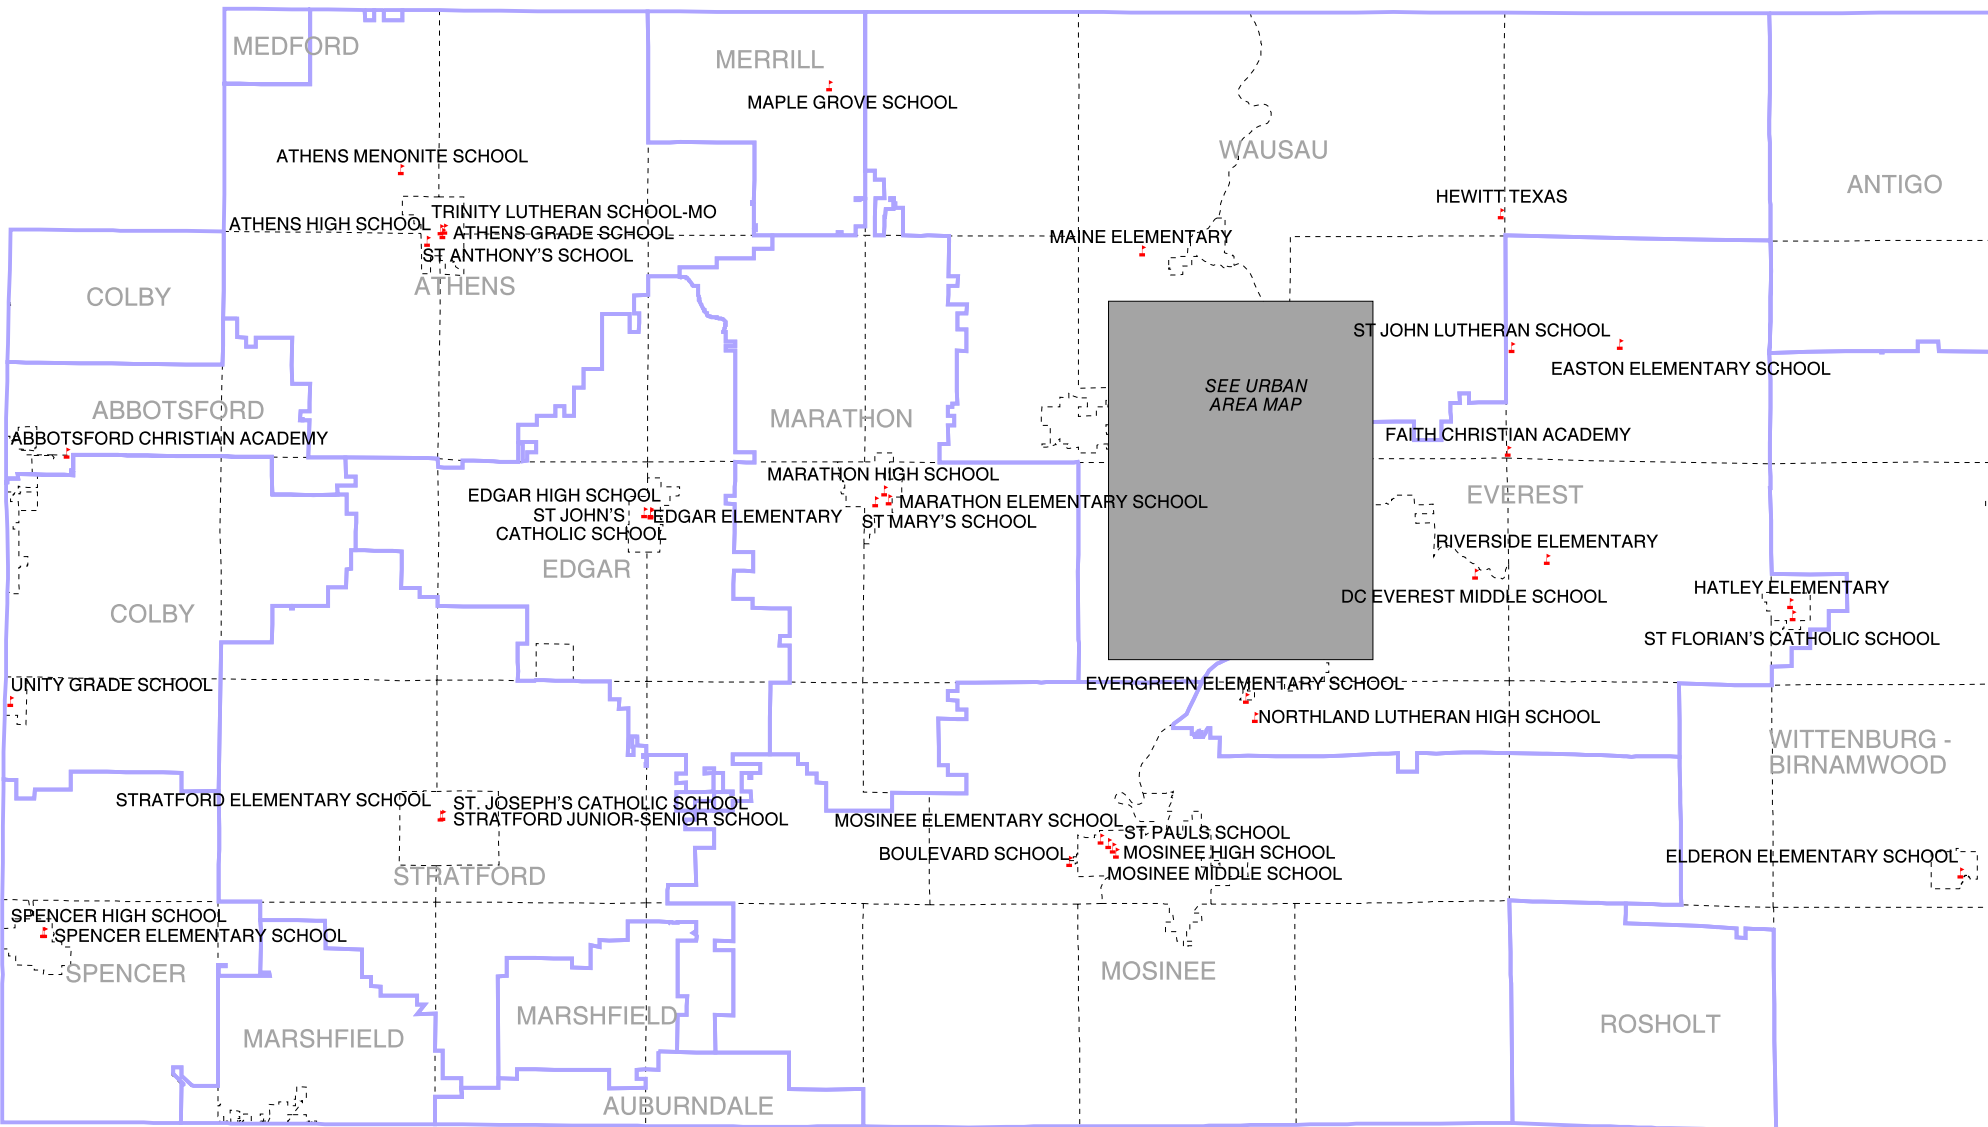 MEDFORD
MERRILL
MAPLE GROVE SCHOOL
WAUSAU
ATHENS MENONITE SCHOOL
ANTIGO
HEWITT TEXAS
TRINITY LUTHERAN SCHOOL-MO
ATHENS HIGH SCHOOL
ATHENS GRADE SCHOOL
MAINE ELEMENTARY
ST ANTHONY'S SCHOOL
ATHENS
COLBY
ST JOHN LUTHERAN SCHOOL
EASTON ELEMENTARY SCHOOL
SEE URBAN
AREA MAP
ABBOTSFORD
MARATHON
ABBOTSFORD CHRISTIAN ACADEMY
FAITH CHRISTIAN ACADEMY
MARATHON HIGH SCHOOL
EDGAR HIGH SCHOOL
EVEREST
MARATHON ELEMENTARY SCHOOL
ST JOHN'S
CATHOLIC SCHOOL
EDGAR ELEMENTARY
ST MARY'S SCHOOL
RIVERSIDE ELEMENTARY
EDGAR
HATLEY ELEMENTARY
DC EVEREST MIDDLE SCHOOL
COLBY
ST FLORIAN'S CATHOLIC SCHOOL
UNITY GRADE SCHOOL
EVERGREEN ELEMENTARY SCHOOL
NORTHLAND LUTHERAN HIGH SCHOOL
WITTENBURG -
BIRNAMWOOD
STRATFORD ELEMENTARY SCHOOL
ST. JOSEPH'S CATHOLIC SCHOOL
STRATFORD JUNIOR-SENIOR SCHOOL
MOSINEE ELEMENTARY SCHOOL
ST PAULS SCHOOL
BOULEVARD SCHOOL
MOSINEE HIGH SCHOOL
ELDERON ELEMENTARY SCHOOL
MOSINEE MIDDLE SCHOOL
STRATFORD
SPENCER HIGH SCHOOL
SPENCER ELEMENTARY SCHOOL
SPENCER
MOSINEE
MARSHFIELD
ROSHOLT
MARSHFIELD
AUBURNDALE